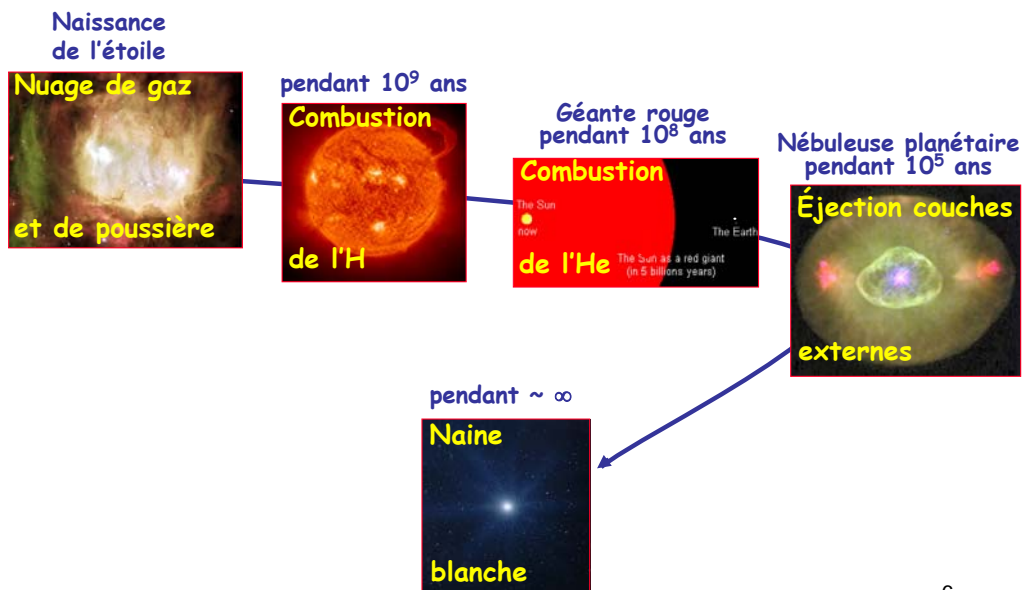 Naissance
de l'étoile
Nuage de gaz
et de poussière
pendant 10⁹ ans
Combustion
de l'H
Géante rouge
pendant 10⁸ ans
Combustion
The Sun
now
The Earth
de l'He
The Sun as a red giant
(in 5 billions years)
Nébuleuse planétaire
pendant 10⁵ ans
Éjection couches
externes
pendant ~ ∞
Naine
blanche